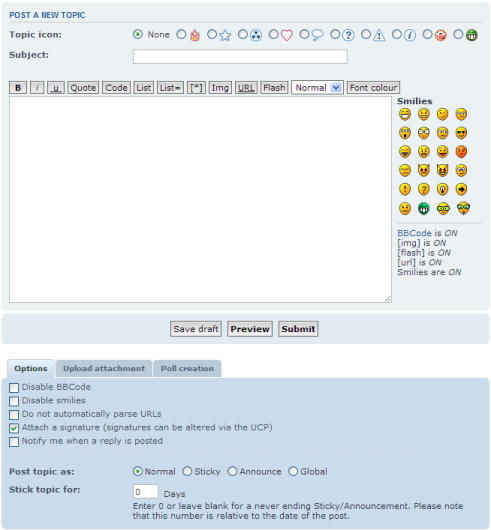 POST A NEW TOPIC
Topic icon: None
Subject:
B i u Quote Code List List= [*] Img URL Flash Normal Font colour
Smilies
BBCode is ON
[img] is ON
[flash] is ON
[url] is ON
Smilies are ON
Save draft Preview Submit
Options Upload attachment Poll creation
Disable BBCode
Disable smilies
Do not automatically parse URLs
Attach a signature (signatures can be altered via the UCP)
Notify me when a reply is posted
Post topic as: Normal Sticky Announce Global
Stick topic for: 0 Days
Enter 0 or leave blank for a never ending Sticky/Announcement. Please note
that this number is relative to the date of the post.